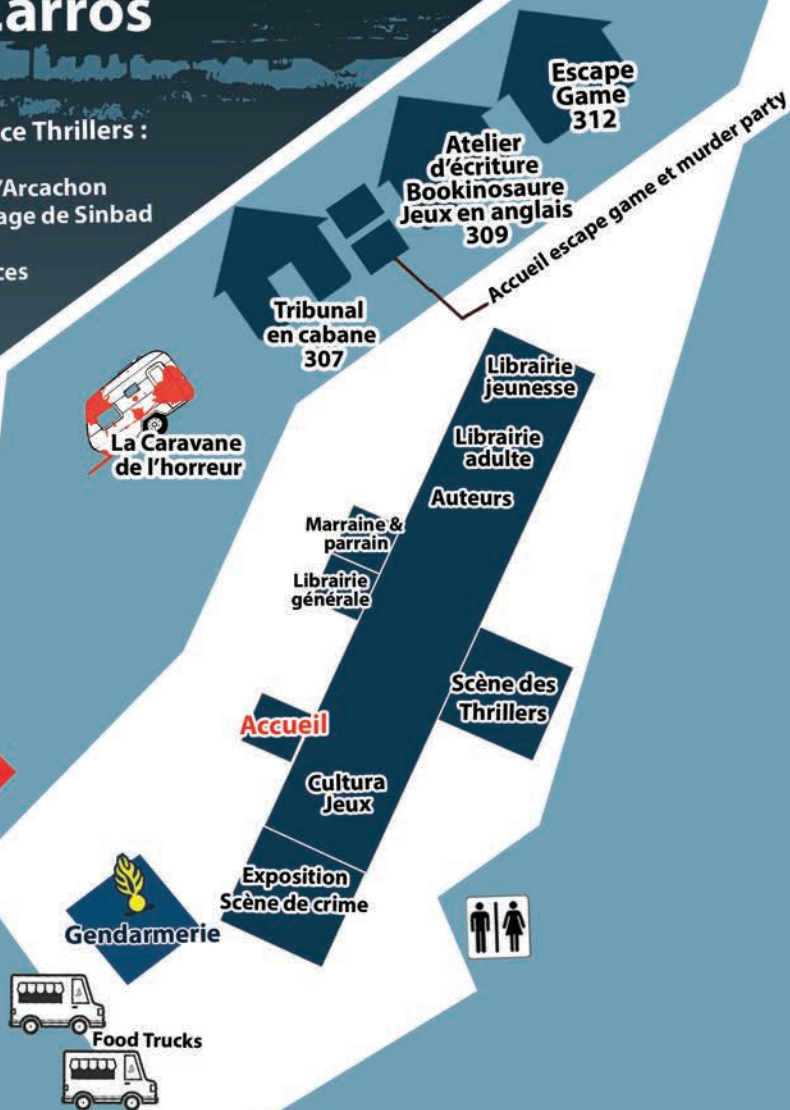 ce Thrillers :
'Arcachon
age de Sinbad
Escape
Game
312
Atelier
d'écriture
Bookinosaure
Jeux en anglais
309
Accueil escape game et murder party
Tribunal
en cabane
307
La Caravane
de l'horreur
Librairie
jeunesse
Librairie
adulte
Auteurs
Marraine &
parrain
Librairie
générale
Scène des
Thrillers
Accueil
Cultura
Jeux
Exposition
Scène de crime
Gendarmerie
Food Trucks